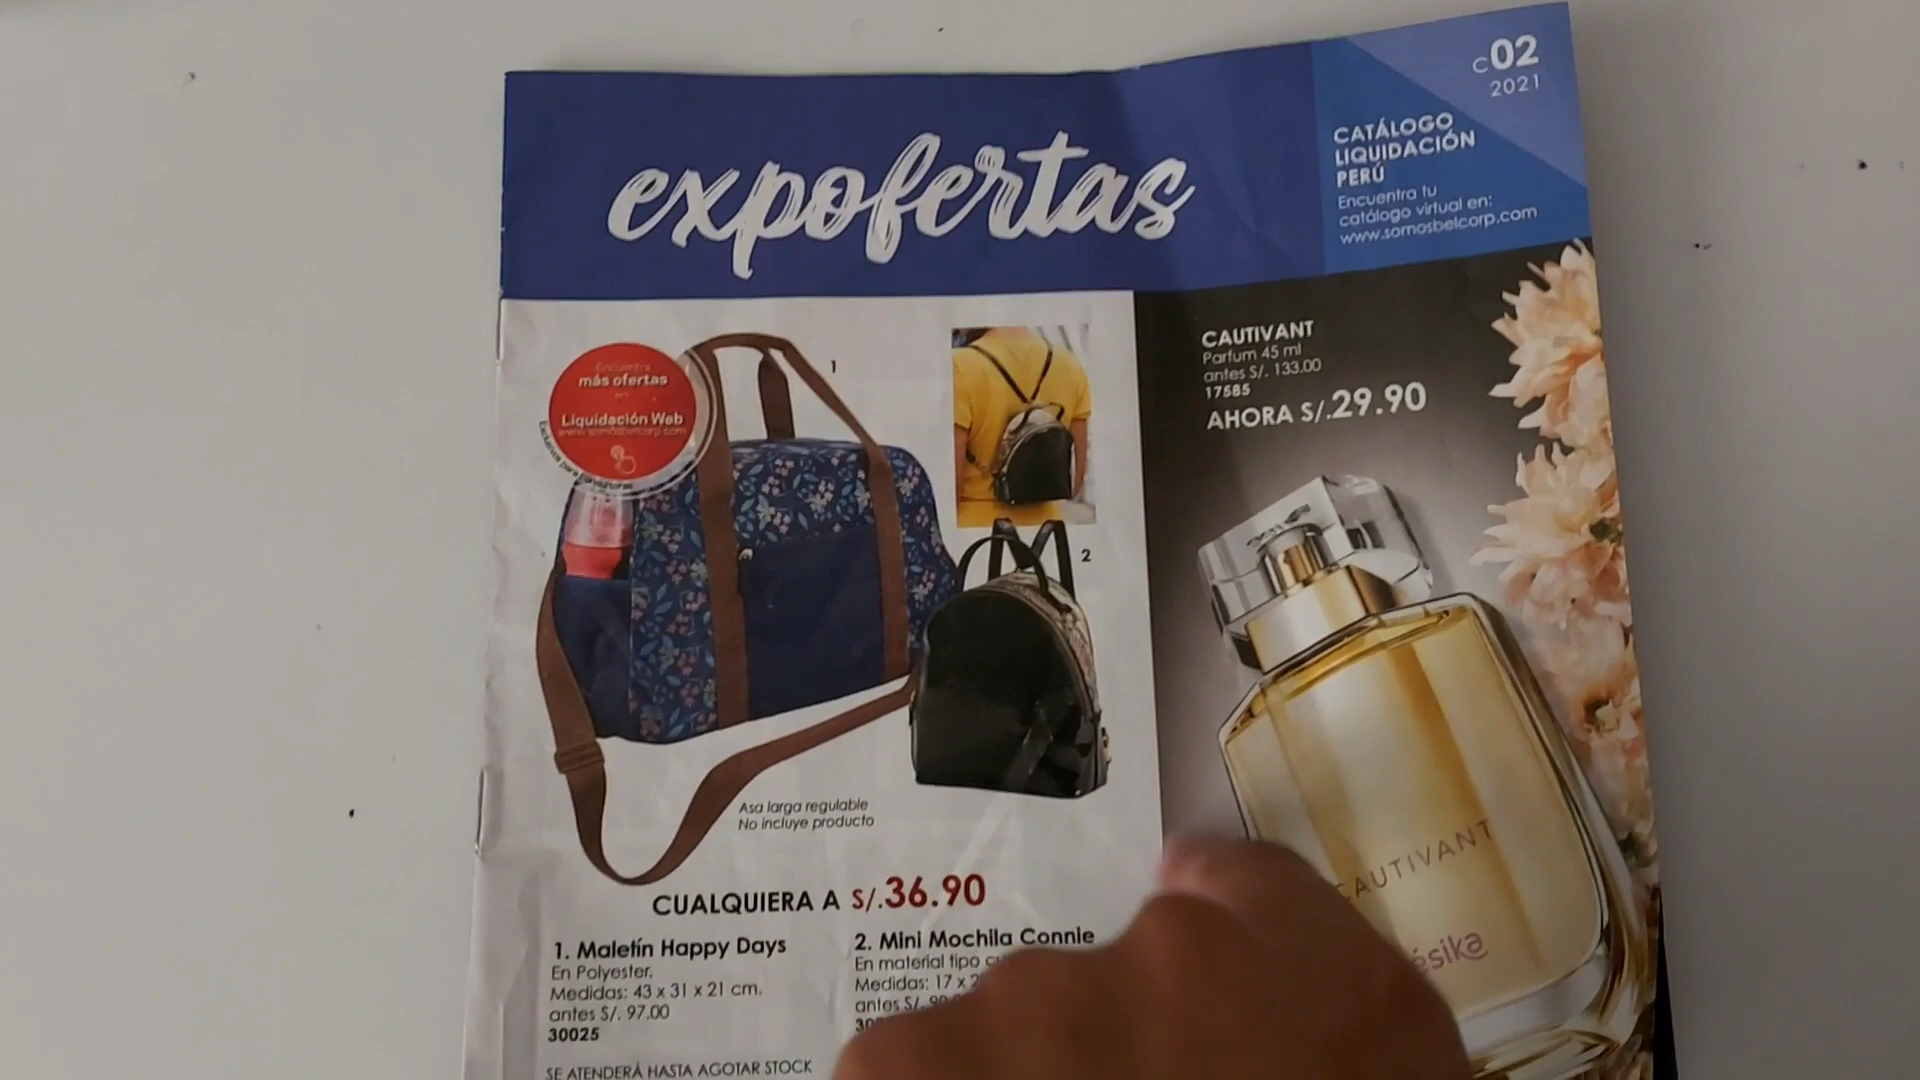 expofertas
C02
2021
CATÁLOGO
LIQUIDACIÓN
PERÚ
Encuentra tu
catálogo virtual en:
www.somosbelcorp.com
Encuentra
más ofertas
en
Liquidación Web
www.somosbelcorp.com
1
2
Asa larga regulable
No incluye producto
CUALQUIERA A S/.36.90
1. Maletín Happy Days
En Polyester.
Medidas: 43 x 31 x 21 cm.
antes S/. 97.00
30025
2. Mini Mochila Connie
En material tipo
Medidas: 17 x
antes S/.
SE ATENDERÁ HASTA AGOTAR STOCK
CAUTIVANT
Parfum 45 ml
antes S/. 133.00
17585
AHORA S/.29.90
CAUTIVANT
ésika